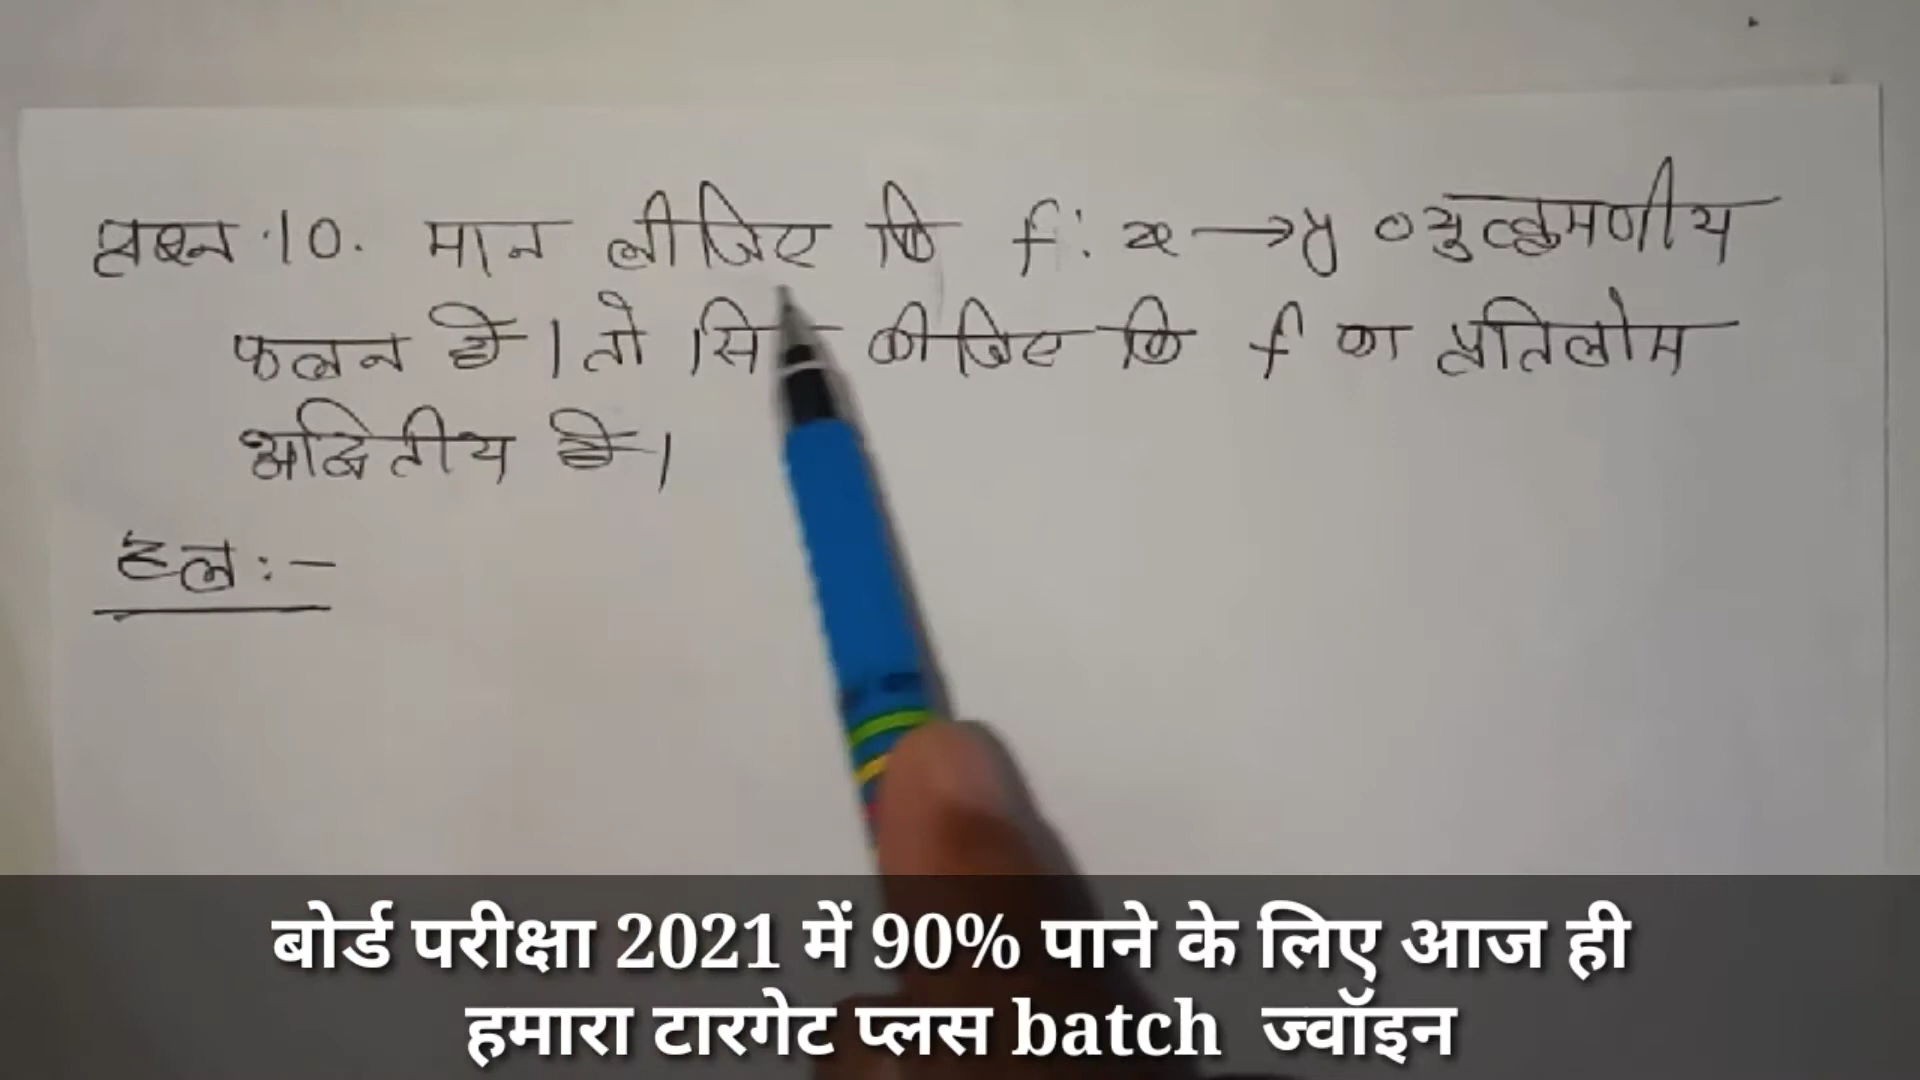 प्रश्न 10. मान लीजिए कि f: x → y व्युत्क्रमणीय
फलन है। तो सि कीजिए कि f का प्रतिलोम
अद्वितीय है।
हल :-
बोर्ड परीक्षा 2021 में 90% पाने के लिए आज ही
हमारा टारगेट प्लस batch ज्वॉइन